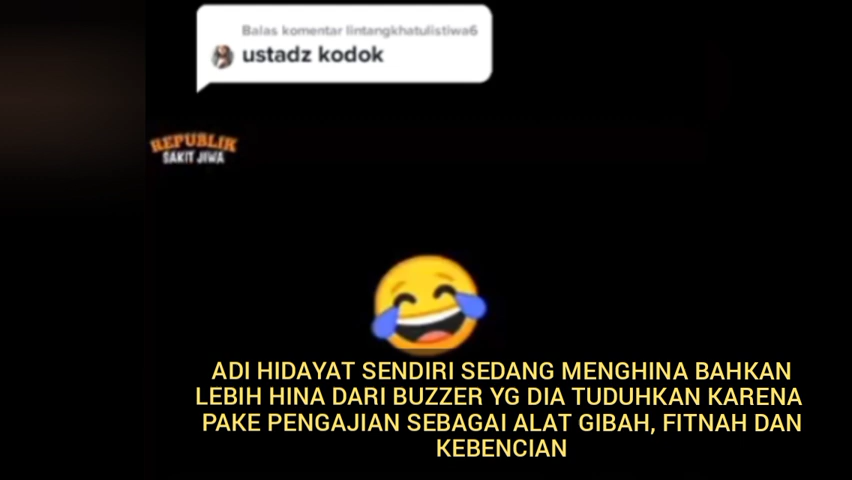 Balas komentar lintangkhatulistiwa6
ustadz kodok
REPUBLIK
SAKIT JIWA
ADI HIDAYAT SENDIRI SEDANG MENGHINA BAHKAN
LEBIH HINA DARI BUZZER YG DIA TUDUHKAN KARENA
PAKE PENGAJIAN SEBAGAI ALAT GIBAH, FITNAH DAN
KEBENCIAN